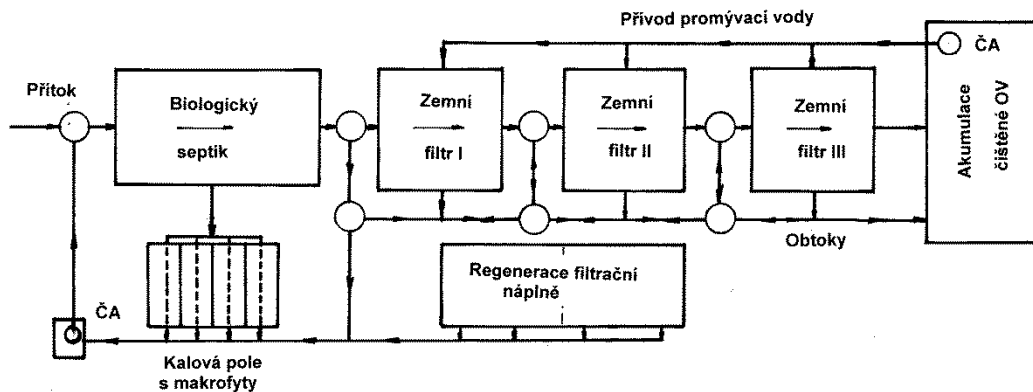 Přívod promývací vody
ČA
Přítok
Biologický
septik
Zemní
filtr I
Zemní
filtr II
Zemní
filtr III
Akumulace
čištěné OV
Obtoky
Regenerace filtrační
náplně
ČA
Kalová pole
s makrofyty